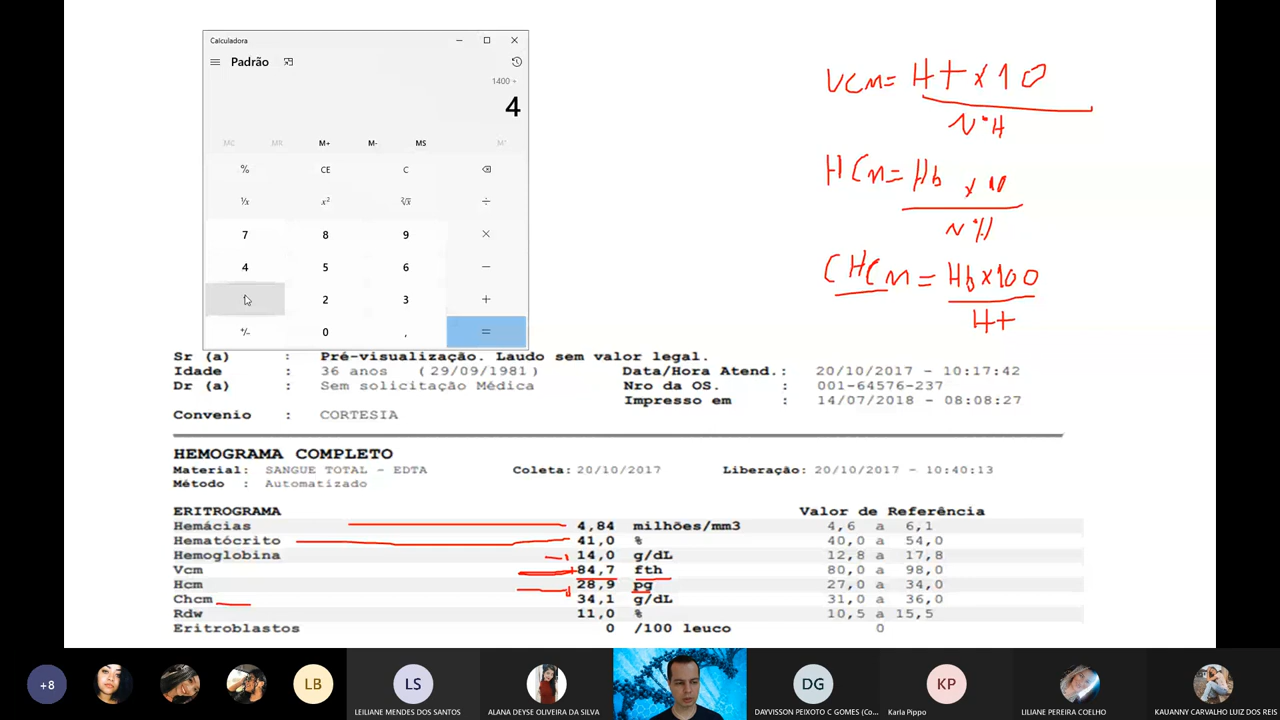 Calculadora
Padrão
1400 ÷
4
MC MR M+ M- MS M˅
% CE C
¹/x x² ²√x ÷
7 8 9 ×
4 5 6 −
2 3 +
+/- 0 , =
VCM= Ht x 10
Nº H
HCM= Hb x 10
Nº H
CHCM = Hb x 100
Ht
Sr (a) : Pré-visualização. Laudo sem valor legal.
Idade : 36 anos (29/09/1981) Data/Hora Atend.: 20/10/2017 - 10:17:42
Dr (a) : Sem solicitação Médica Nro da OS. : 001-64576-237
Impresso em : 14/07/2018 - 08:08:27
Convenio : CORTESIA
HEMOGRAMA COMPLETO
Material: SANGUE TOTAL - EDTA Coleta: 20/10/2017 Liberação: 20/10/2017 - 10:40:13
Método : Automatizado
ERITROGRAMA Valor de Referência
Hemácias 4,84 milhões/mm3 4,6 a 6,1
Hematócrito 41,0 % 40,0 a 54,0
Hemoglobina 14,0 g/dL 12,8 a 17,8
Vcm 84,7 fth 80,0 a 98,0
Hcm 28,9 pg 27,0 a 34,0
Chcm 34,1 g/dL 31,0 a 36,0
Rdw 11,0 % 10,5 a 15,5
Eritroblastos 0 /100 leuco 0
+8 LB LS DG KP
LEILIANE MENDES DOS SANTOS
ALANA DEYSE OLIVEIRA DA SILVA
DAYVISSON PEIXOTO C GOMES (Co...
Karla Pippo
LILIANE PEREIRA COELHO
KAUANNY CARVALHO LUIZ DOS REIS